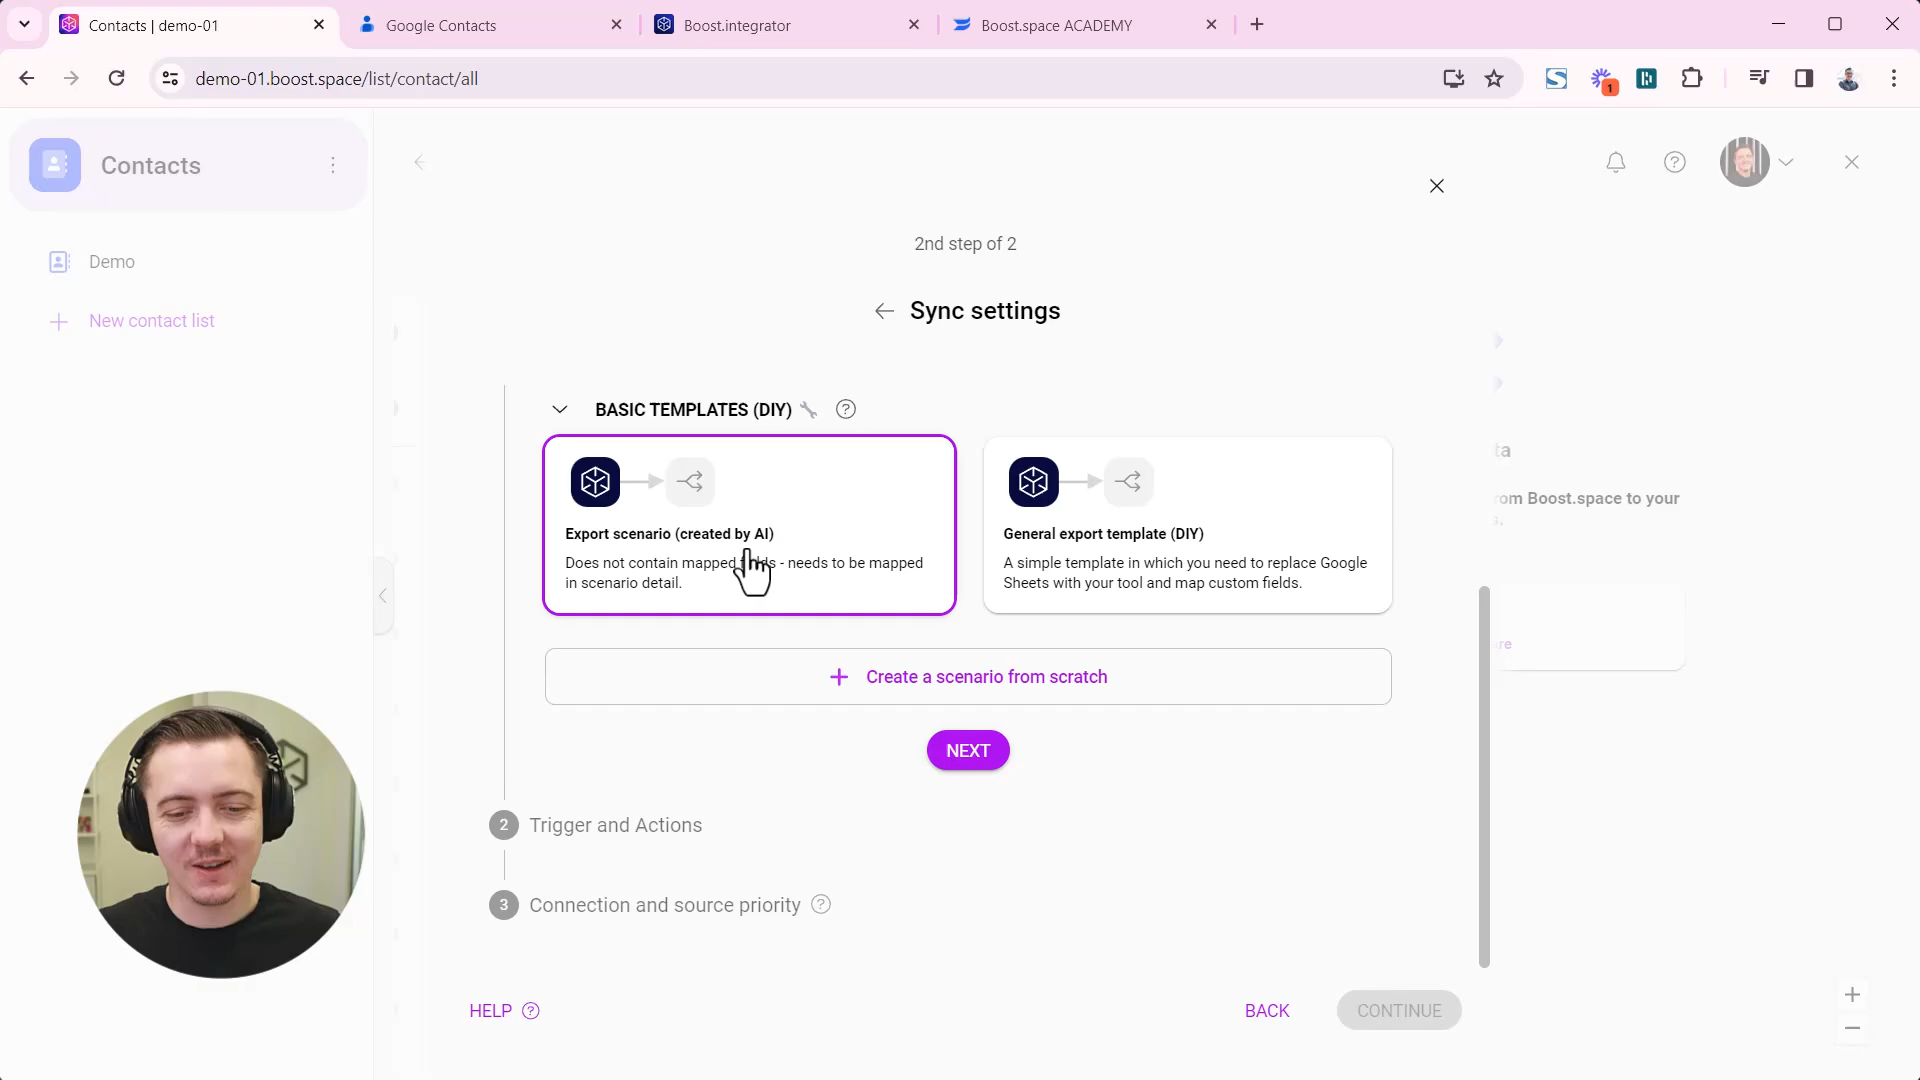 Contacts | demo-01
Google Contacts
Boost.integrator
Boost.space ACADEMY
demo-01.boost.space/list/contact/all
1
Contacts
Demo
New contact list
2nd step of 2
Sync settings
BASIC TEMPLATES (DIY)
Export scenario (created by AI)
Does not contain mapped - needs to be mapped
in scenario detail.
General export template (DIY)
A simple template in which you need to replace Google
Sheets with your tool and map custom fields.
ta
om Boost.space to your
s.
re
Create a scenario from scratch
NEXT
2 Trigger and Actions
3 Connection and source priority
HELP
BACK
CONTINUE